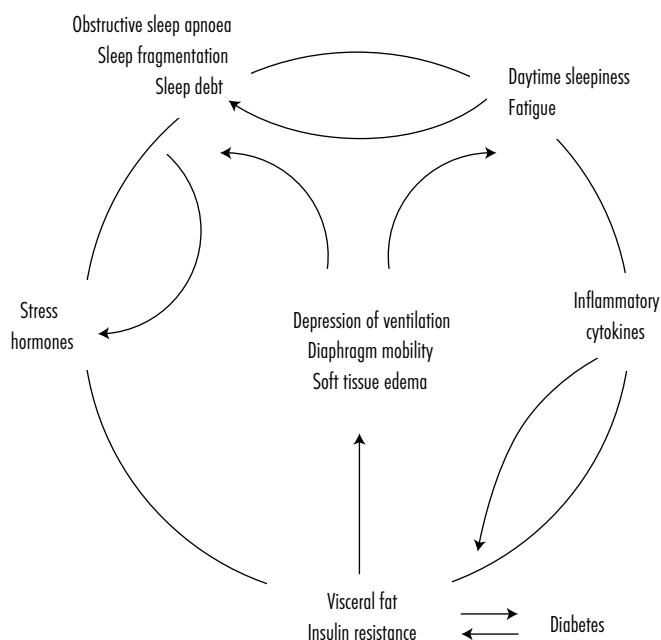 Obstructive sleep apnoea
Sleep fragmentation
Sleep debt
Daytime sleepiness
Fatigue
Stress
hormones
Inflammatory
cytokines
Depression of ventilation
Diaphragm mobility
Soft tissue edema
Visceral fat
Insulin resistance
Diabetes